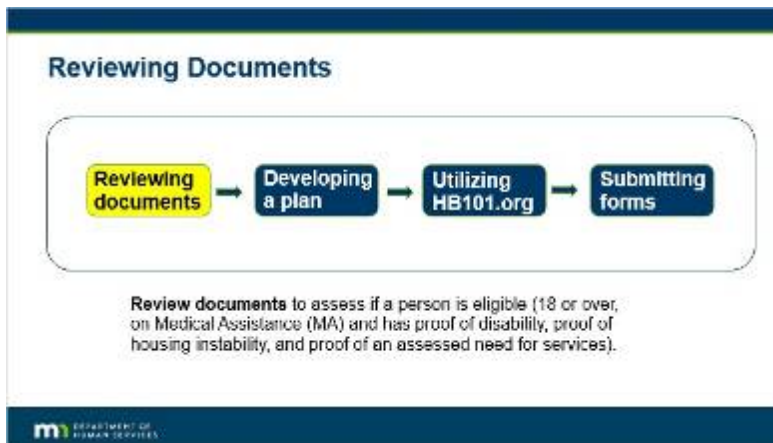 Reviewing Documents
Reviewing
documents
Developing
a plan
Utilizing
HB101.org
Submitting
forms
Review documents to assess if a person is eligible (18 or over,
on Medical Assistance (MA) and has proof of disability, proof of
housing instability, and proof of an assessed need for services).
mn DEPARTMENT OF
HUMAN SERVICES